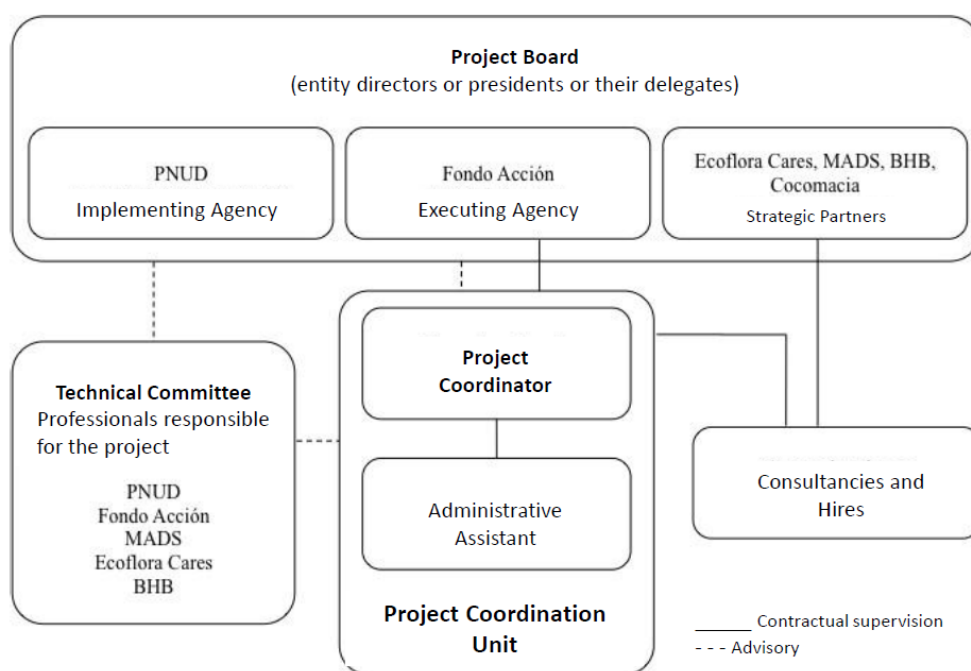 Project Board
(entity directors or presidents or their delegates)
PNUD
Implementing Agency
Fondo Acción
Executing Agency
Ecoflora Cares, MADS, BHB,
Cocomacia
Strategic Partners
Technical Committee
Professionals responsible
for the project
PNUD
Fondo Acción
MADS
Ecoflora Cares
BHB
Project
Coordinator
Administrative
Assistant
Project Coordination
Unit
Consultancies and
Hires
Contractual supervision
Advisory